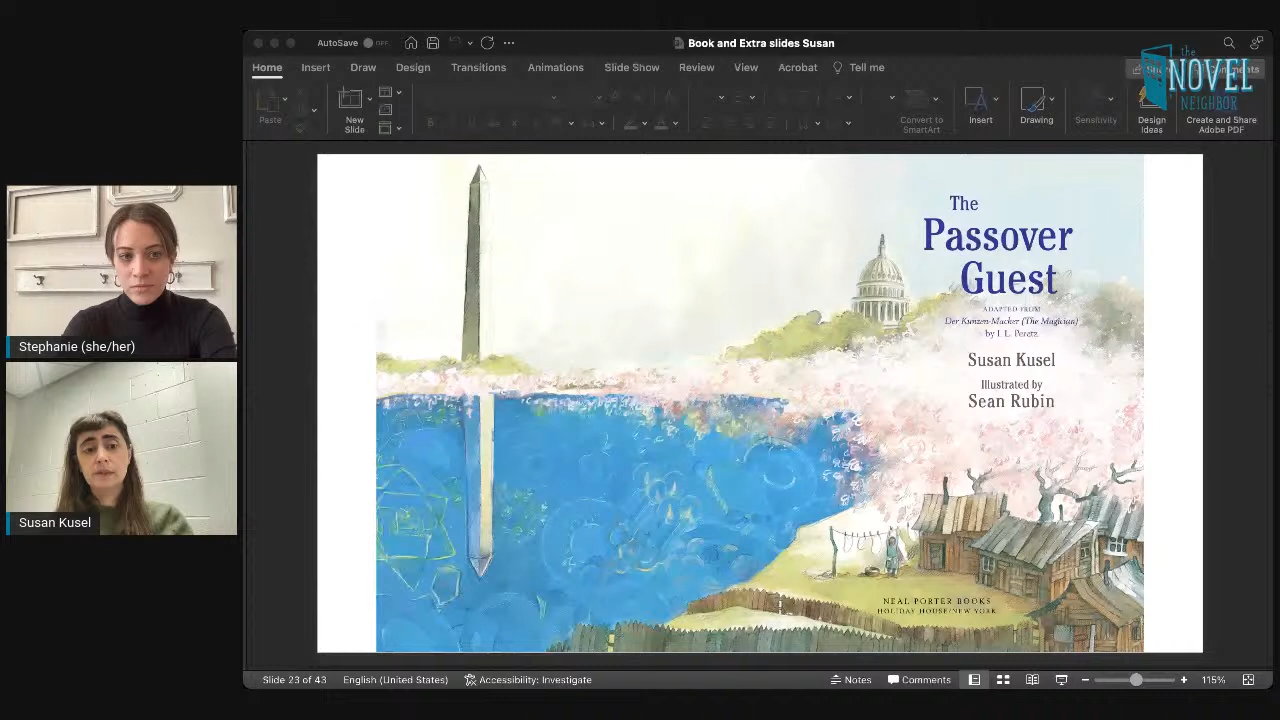 AutoSave OFF
Book and Extra slides Susan
the
NOVEL
NEIGHBOR
Home Insert Draw Design Transitions Animations Slide Show Review View Acrobat Tell me
Share Comments
Paste
New
Slide
Convert to
SmartArt
Insert
Drawing
Sensitivity
Design
Ideas
Create and Share
Adobe PDF
The
Passover
Guest
ADAPTED FROM
Der Kunzen-Macher (The Magician)
by I. L. Peretz
Susan Kusel
Illustrated by
Sean Rubin
NEAL PORTER BOOKS
HOLIDAY HOUSE/NEW YORK
Stephanie (she/her)
Susan Kusel
Slide 23 of 43 English (United States) Accessibility: Investigate Notes Comments 115%